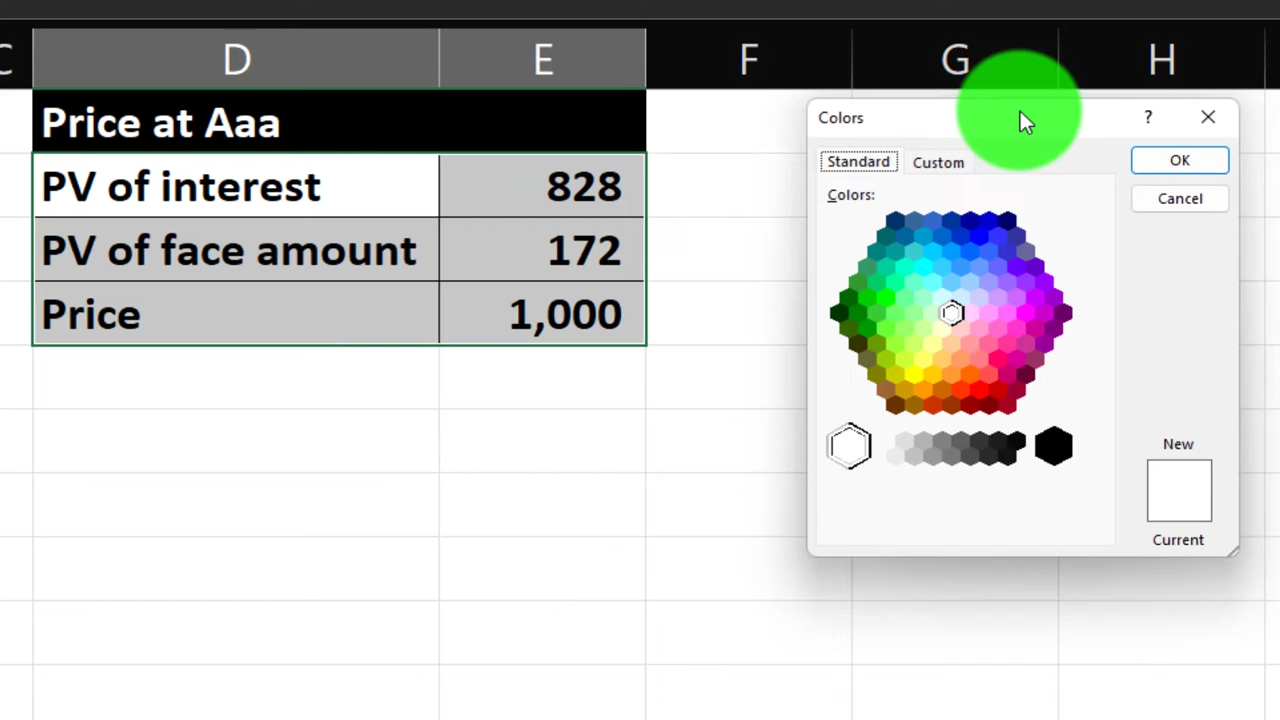 C D E F G H
Price at Aaa
PV of interest 828
PV of face amount 172
Price 1,000
Colors ?
Standard Custom
OK
Cancel
Colors:
New
Current